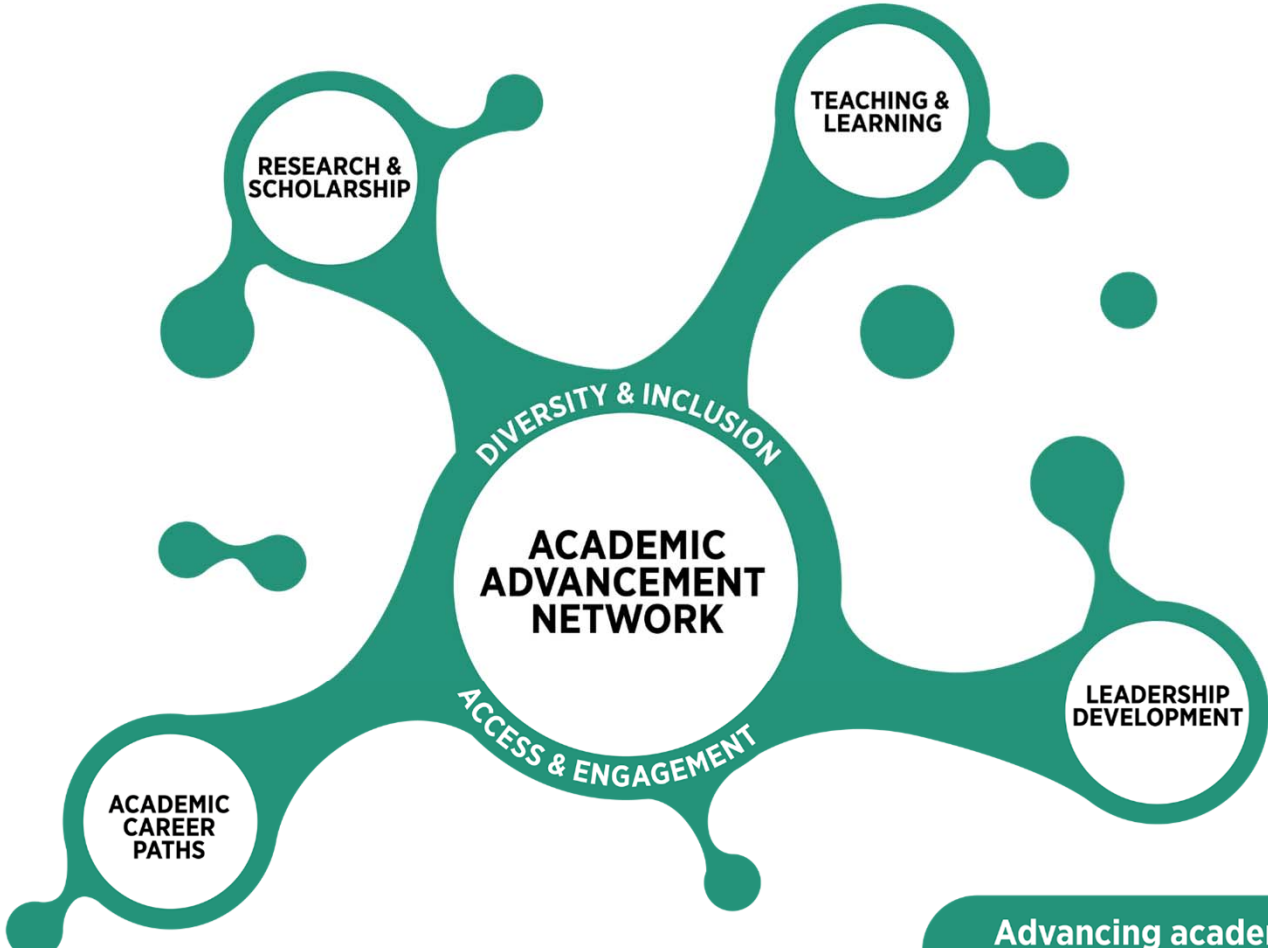 TEACHING &
LEARNING
RESEARCH &
SCHOLARSHIP
DIVERSITY & INCLUSION
ACADEMIC
ADVANCEMENT
NETWORK
ACCESS & ENGAGEMENT
LEADERSHIP
DEVELOPMENT
ACADEMIC
CAREER
PATHS
Advancing